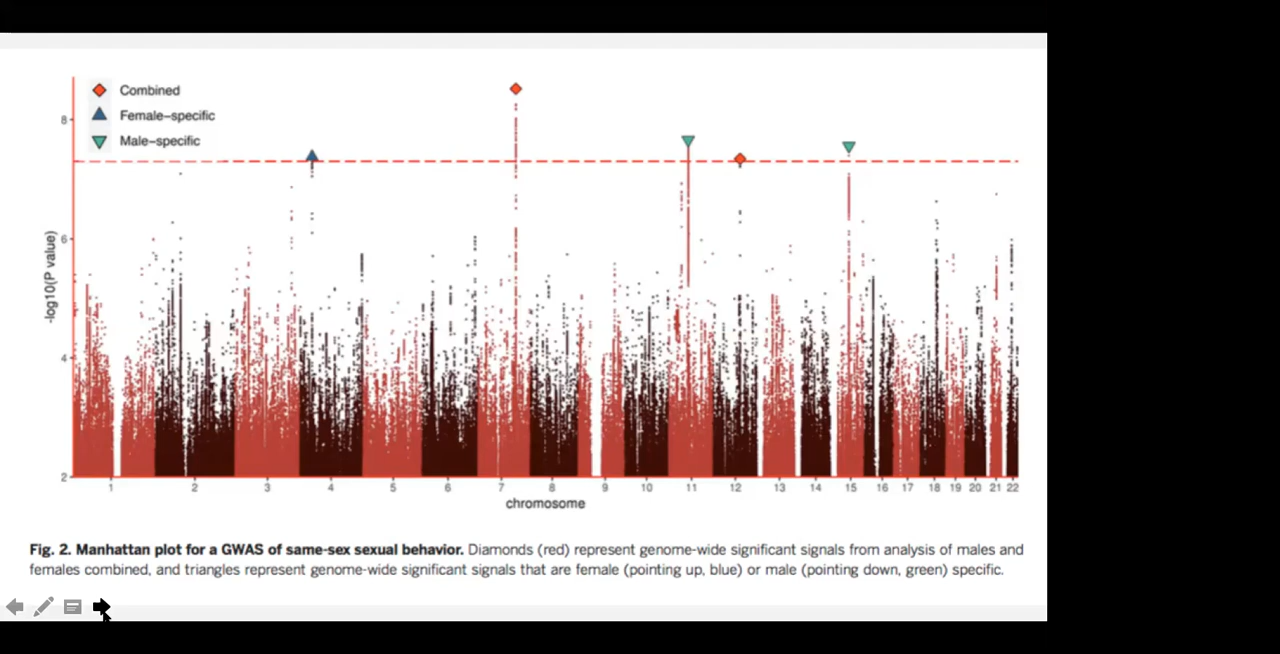 Combined
Female-specific
Male-specific
8
6
4
2
-log10(P value)
1 2 3 4 5 6 7 8 9 10 11 12 13 14 15 16 17 18 19 20 21 22
chromosome
Fig. 2. Manhattan plot for a GWAS of same-sex sexual behavior. Diamonds (red) represent genome-wide significant signals from analysis of males and
females combined, and triangles represent genome-wide significant signals that are female (pointing up, blue) or male (pointing down, green) specific.